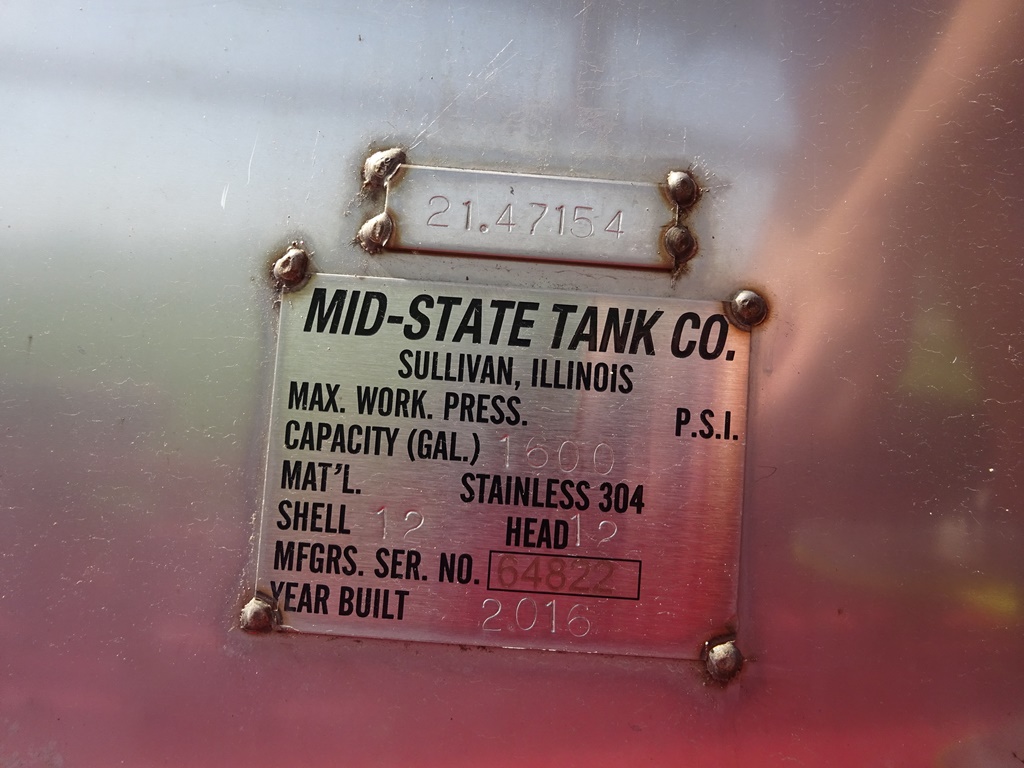 21.47154
MID-STATE TANK CO.
SULLIVAN, ILLINOIS
MAX. WORK. PRESS. P.S.I.
CAPACITY (GAL.) 1600
MAT'L. STAINLESS 304
SHELL 12 HEAD 12
MFGRS. SER. NO. 64822
YEAR BUILT 2016